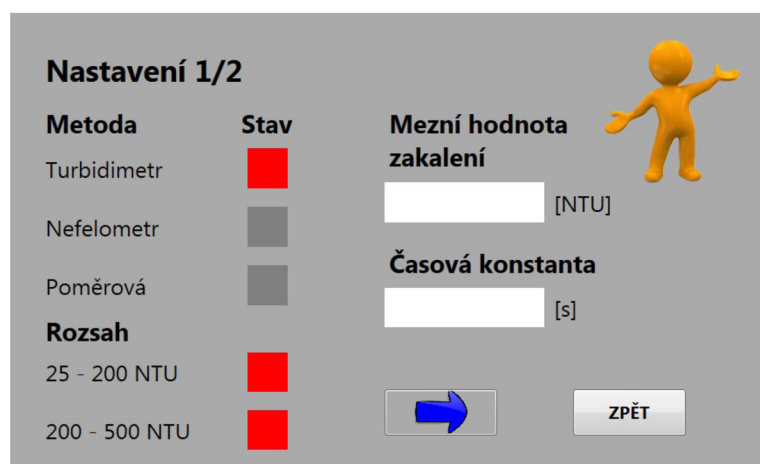 Nastavení 1/2
Metoda Stav
Turbidimetr
Nefelometr
Poměrová
Rozsah
25 - 200 NTU
200 - 500 NTU
Mezní hodnota
zakalení
[NTU]
Časová konstanta
[s]
ZPĚT